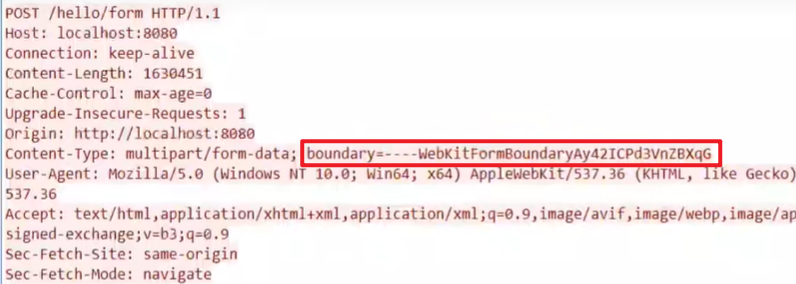 POST /hello/form HTTP/1.1
Host: localhost:8080
Connection: keep-alive
Content-Length: 1630451
Cache-Control: max-age=0
Upgrade-Insecure-Requests: 1
Origin: http://localhost:8080
Content-Type: multipart/form-data; boundary=----WebKitFormBoundaryAy42ICPd3VnZBXqG
User-Agent: Mozilla/5.0 (Windows NT 10.0; Win64; x64) AppleWebKit/537.36 (KHTML, like Gecko)
537.36
Accept: text/html,application/xhtml+xml,application/xml;q=0.9,image/avif,image/webp,image/ap
signed-exchange;v=b3;q=0.9
Sec-Fetch-Site: same-origin
Sec-Fetch-Mode: navigate